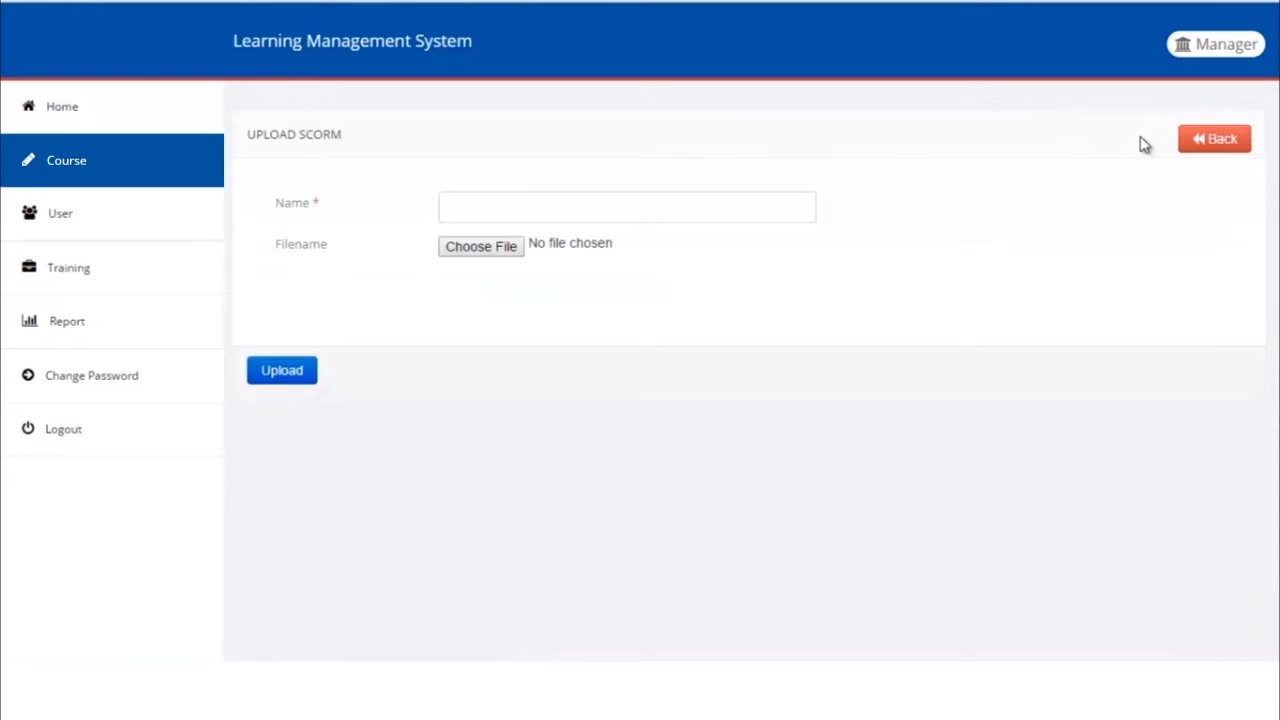 Learning Management System
Manager
Home
Course
User
Training
Report
Change Password
Logout
UPLOAD SCORM
Back
Name *
Filename
Choose File No file chosen
Upload